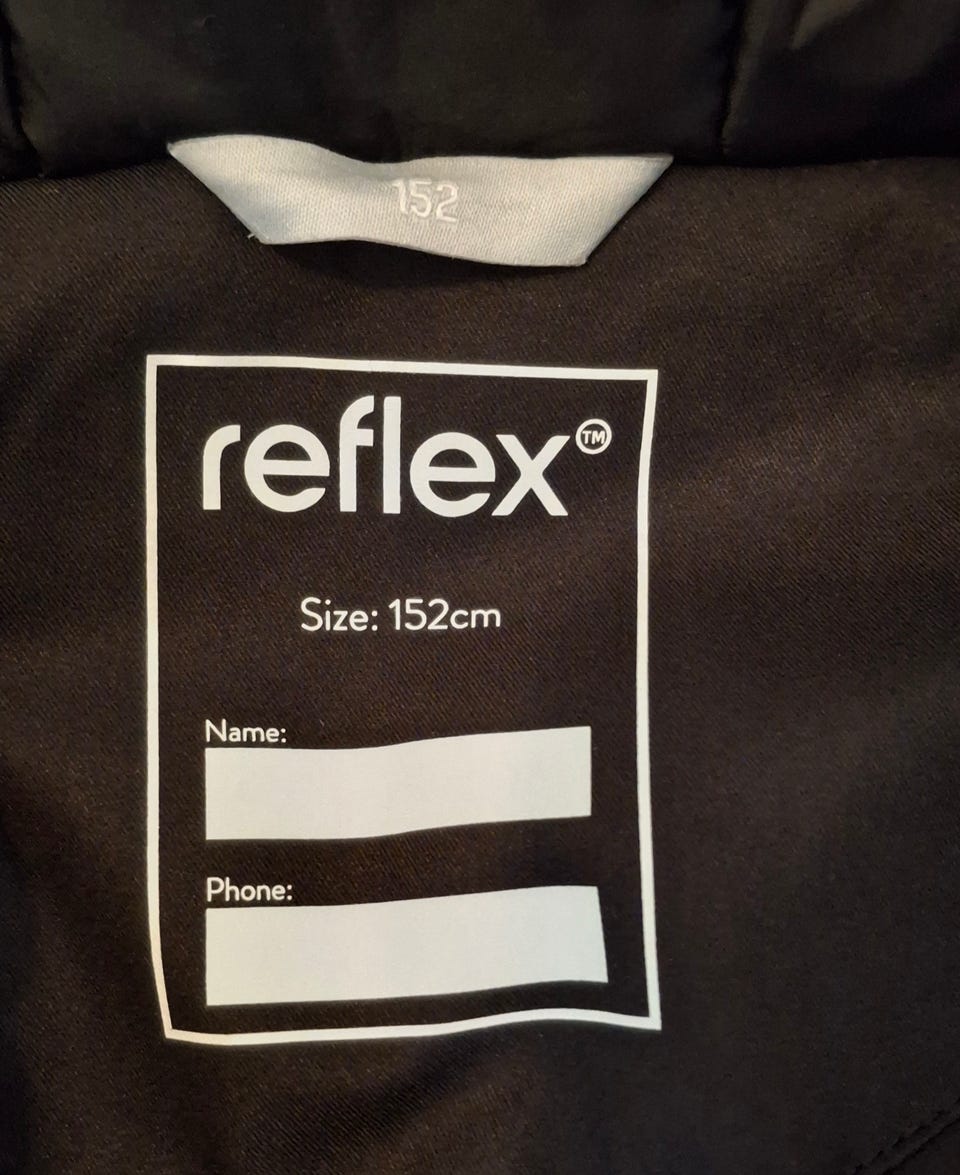 152
reflex™
Size: 152cm
Name:
Phone: